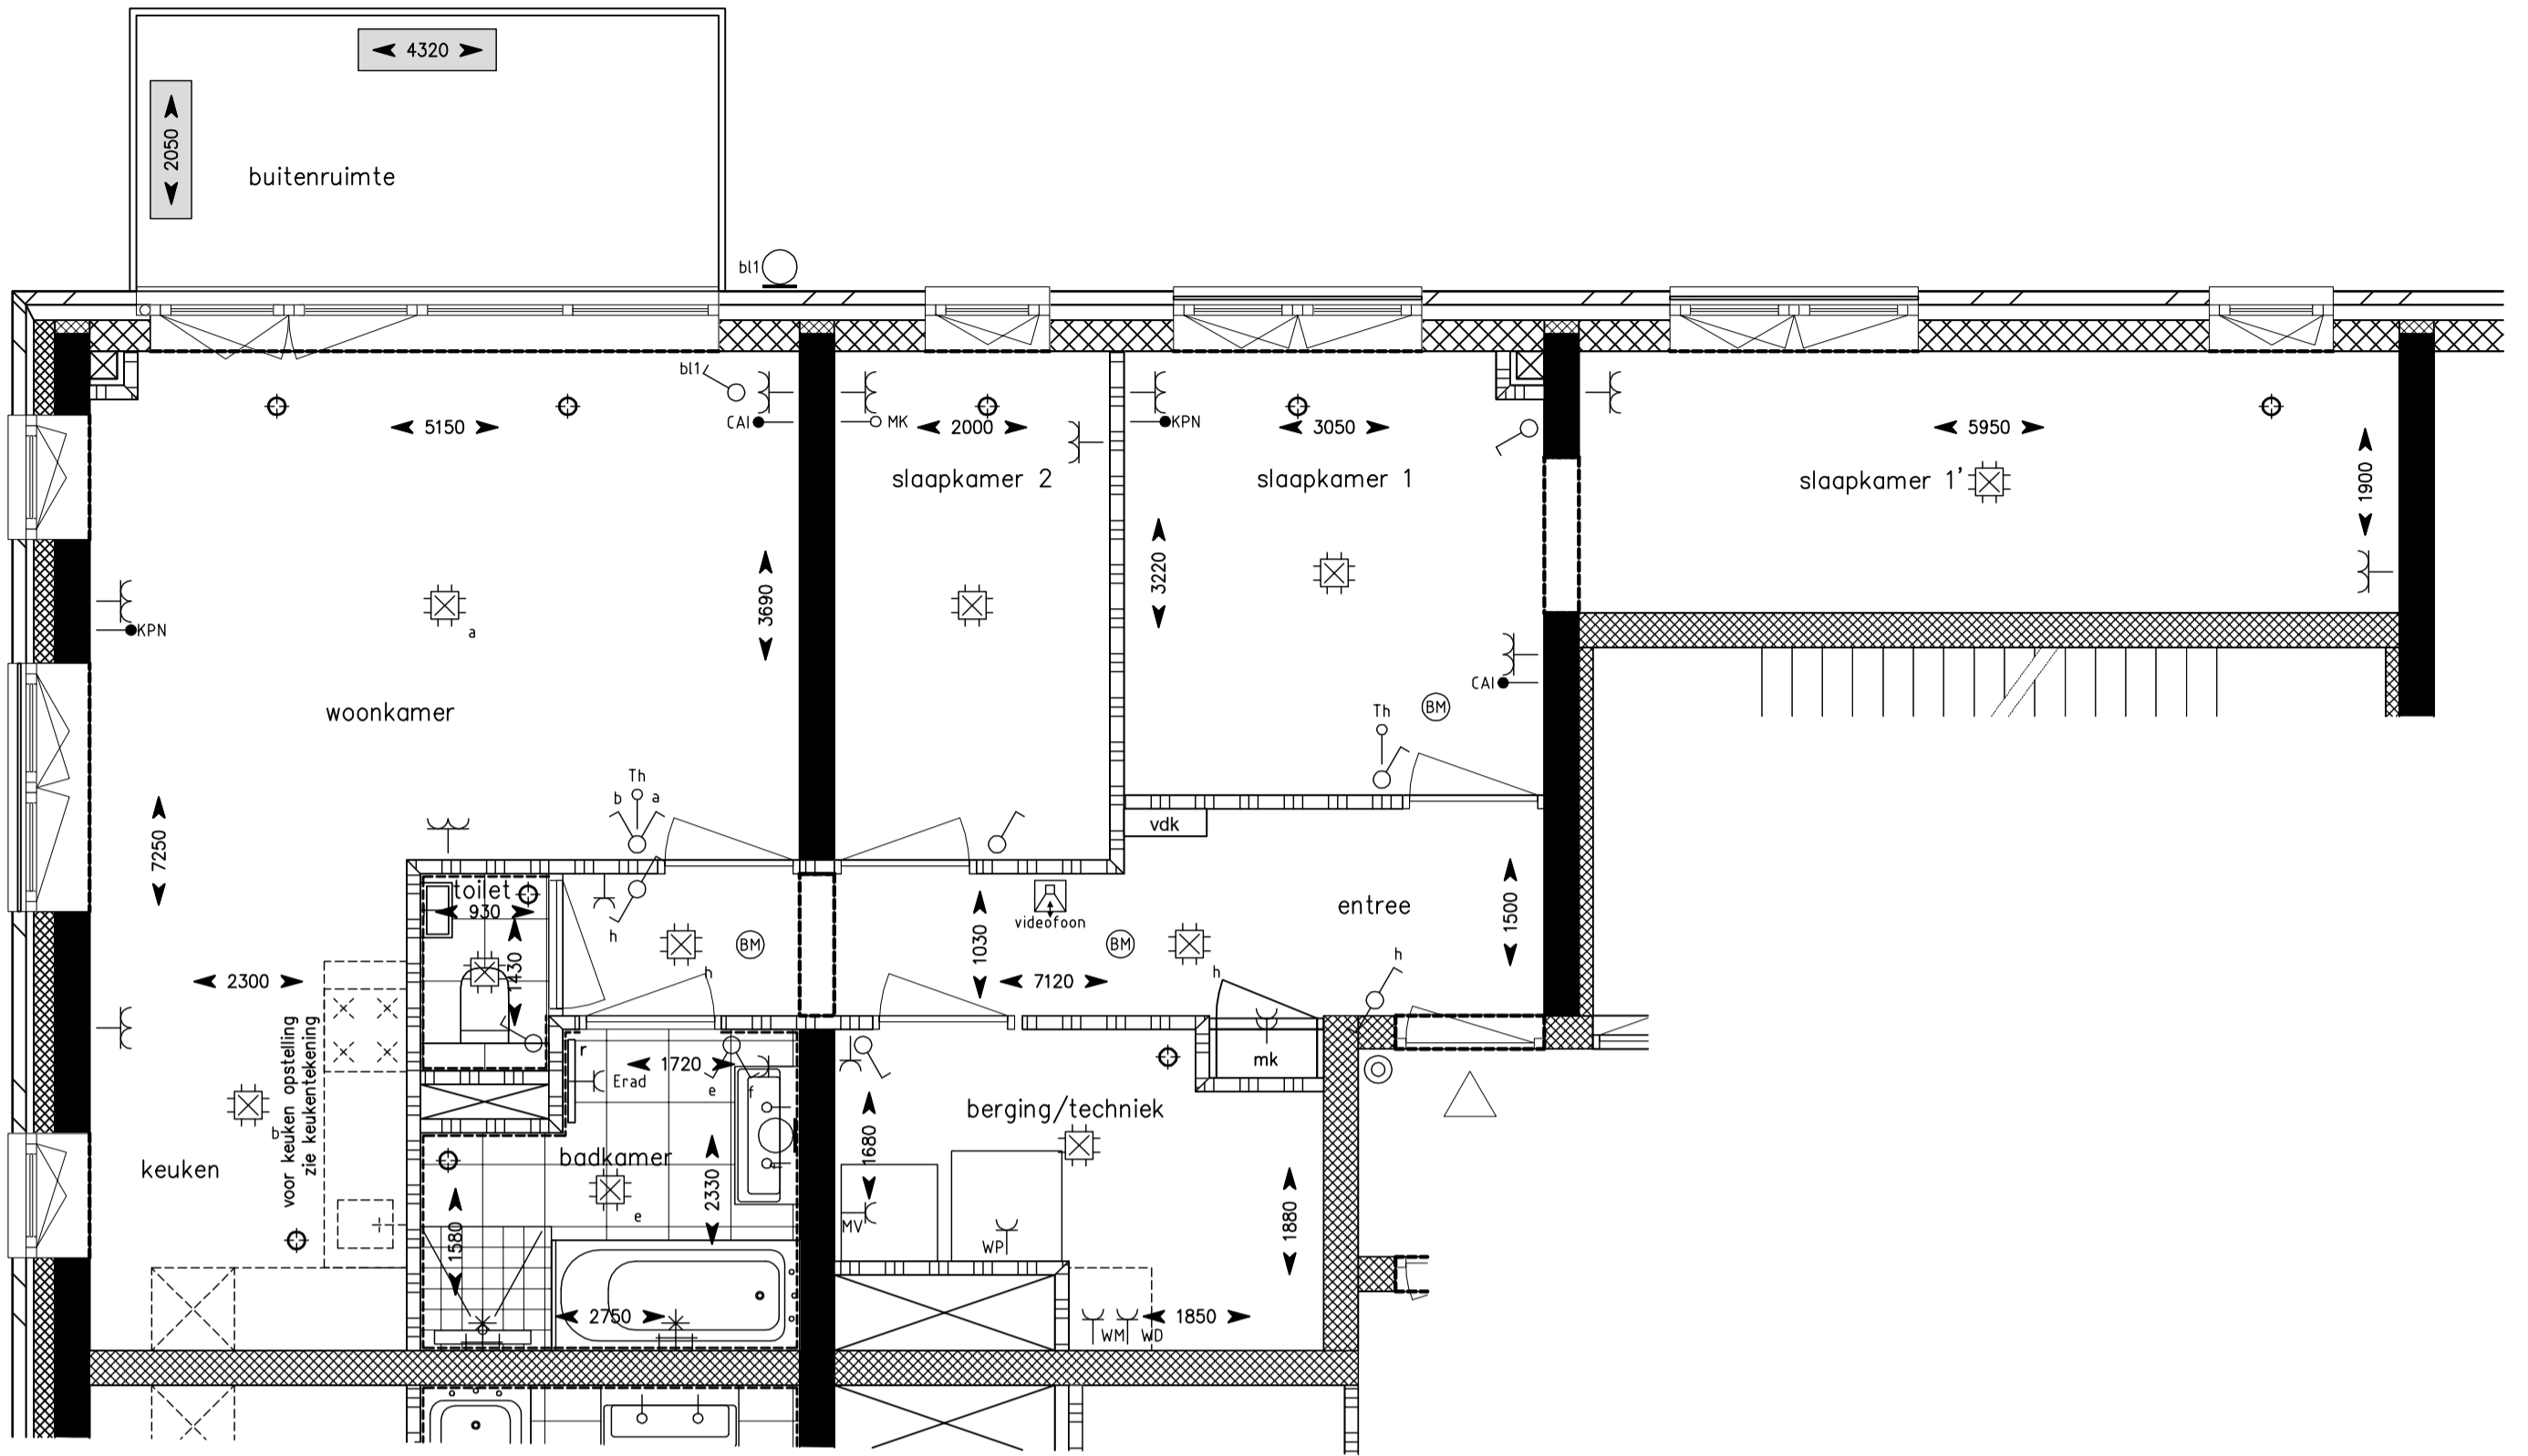 4320
2050
buitenruimte
bl1
bl1
5150
CAI
MK
2000
KPN
3050
5950
slaapkamer 2
slaapkamer 1
slaapkamer 1'
1900
3690
3220
KPN
a
CAI
woonkamer
BM
Th
Th
b
a
vdk
7250
toilet
930
1430
h
BM
h
1030
videofoon
BM
entree
1500
h
2300
7120
h
voor keuken opstelling
zie keukentekening
r
1720
Erad
e
f
mk
b
berging/techniek
1680
keuken
badkamer
2330
e
1580
MV
WP
1880
2750
1850
WM
WD